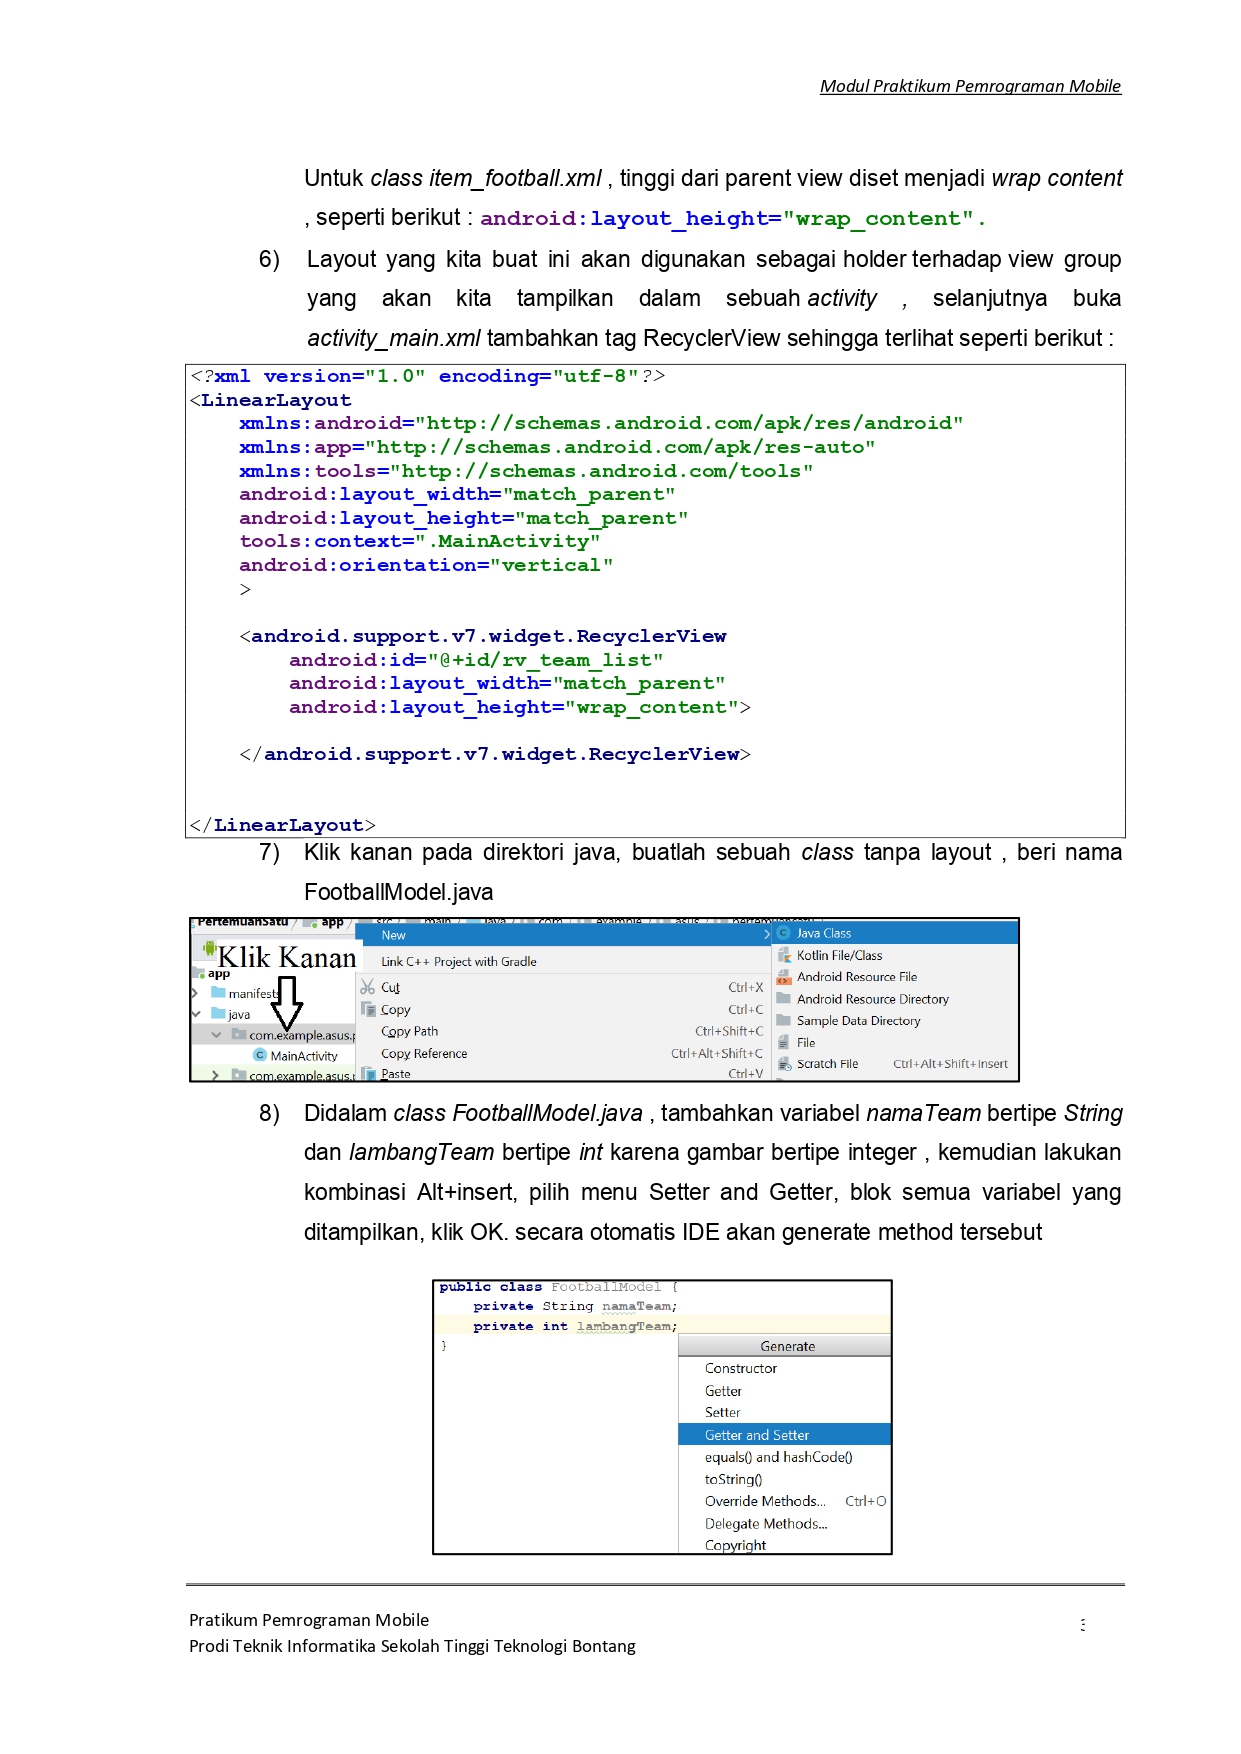 Modul Praktikum Pemrograman Mobile
Untuk class item_football.xml , tinggi dari parent view diset menjadi wrap content
, seperti berikut : android:layout_height="wrap_content".
6) Layout yang kita buat ini akan digunakan sebagai holder terhadap view group
yang akan kita tampilkan dalam sebuah activity , selanjutnya buka
activity_main.xml tambahkan tag RecyclerView sehingga terlihat seperti berikut :
<?xml version="1.0" encoding="utf-8"?>
<LinearLayout
    xmlns:android="http://schemas.android.com/apk/res/android"
    xmlns:app="http://schemas.android.com/apk/res-auto"
    xmlns:tools="http://schemas.android.com/tools"
    android:layout_width="match_parent"
    android:layout_height="match_parent"
    tools:context=".MainActivity"
    android:orientation="vertical"
    >
    <android.support.v7.widget.RecyclerView
        android:id="@+id/rv_team_list"
        android:layout_width="match_parent"
        android:layout_height="wrap_content">
    </android.support.v7.widget.RecyclerView>
</LinearLayout>
7) Klik kanan pada direktori java, buatlah sebuah class tanpa layout , beri nama
FootballModel.java
PertemuanSatu / app / src / main / java / com / example / asus / pertemuansatu
Klik Kanan
app
manifests
java
com.example.asus.p
MainActivity
com.example.asus.p
New
Link C++ Project with Gradle
Cut Ctrl+X
Copy Ctrl+C
Copy Path Ctrl+Shift+C
Copy Reference Ctrl+Alt+Shift+C
Paste Ctrl+V
Java Class
Kotlin File/Class
Android Resource File
Android Resource Directory
Sample Data Directory
File
Scratch File Ctrl+Alt+Shift+Insert
8) Didalam class FootballModel.java , tambahkan variabel namaTeam bertipe String
dan lambangTeam bertipe int karena gambar bertipe integer , kemudian lakukan
kombinasi Alt+insert, pilih menu Setter and Getter, blok semua variabel yang
ditampilkan, klik OK. secara otomatis IDE akan generate method tersebut
public class FootballModel {
    private String namaTeam;
    private int lambangTeam;
}
Generate
Constructor
Getter
Setter
Getter and Setter
equals() and hashCode()
toString()
Override Methods... Ctrl+O
Delegate Methods...
Copyright
Pratikum Pemrograman Mobile
Prodi Teknik Informatika Sekolah Tinggi Teknologi Bontang